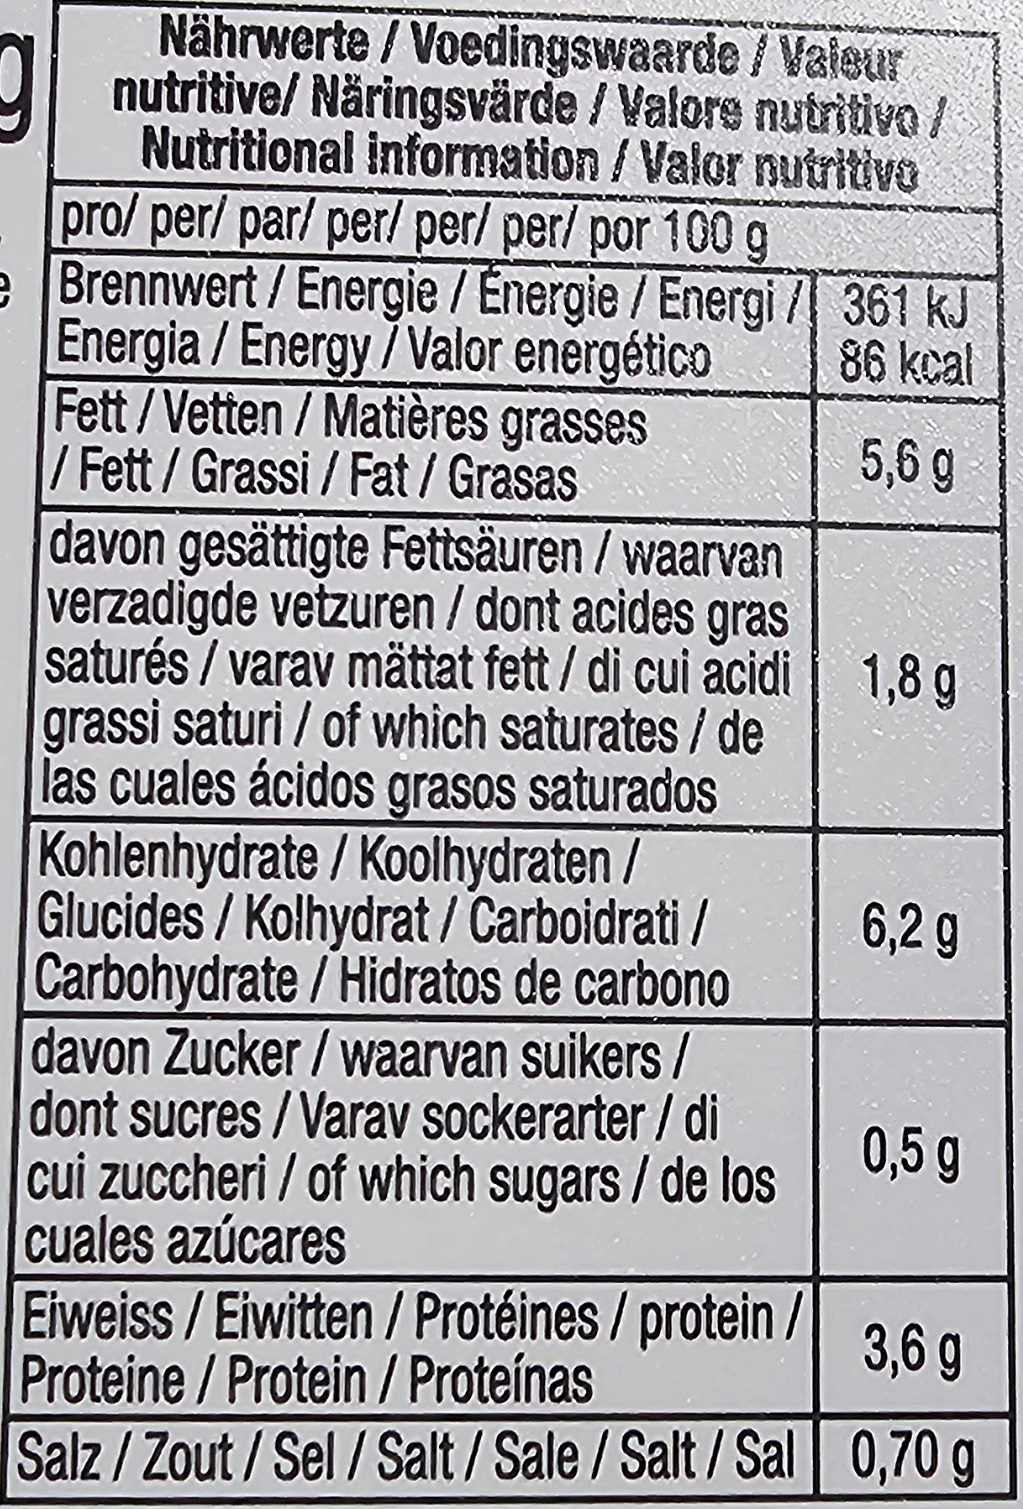 g
Nährwerte / Voedingswaarde / Valeur
nutritive/ Näringsvärde / Valore nutritivo /
Nutritional information / Valor nutritivo
pro/ per/ par/ per/ per/ per/ por 100 g
e
Brennwert / Energie / Énergie / Energi / 361 kJ
Energia / Energy / Valor energético 86 kcal
Fett / Vetten / Matières grasses
/ Fett / Grassi / Fat / Grasas
5,6 g
davon gesättigte Fettsäuren / waarvan
verzadigde vetzuren / dont acides gras
saturés / varav mättat fett / di cui acidi
grassi saturi / of which saturates / de
las cuales ácidos grasos saturados
1,8 g
Kohlenhydrate / Koolhydraten /
Glucides / Kolhydrat / Carboidrati /
Carbohydrate / Hidratos de carbono
6,2 g
davon Zucker / waarvan suikers /
dont sucres / Varav sockerarter / di
cui zuccheri / of which sugars / de los
cuales azúcares
0,5 g
Eiweiss / Eiwitten / Protéines / protein /
Proteine / Protein / Proteínas
3,6 g
Salz / Zout / Sel / Salt / Sale / Salt / Sal 0,70 g